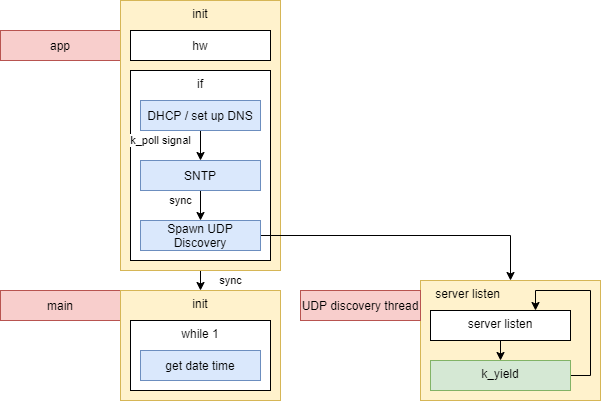 init
app
hw
if
DHCP / set up DNS
k_poll signal
SNTP
sync
Spawn UDP
Discovery
sync
main
init
while 1
get date time
UDP discovery thread
server listen
server listen
k_yield